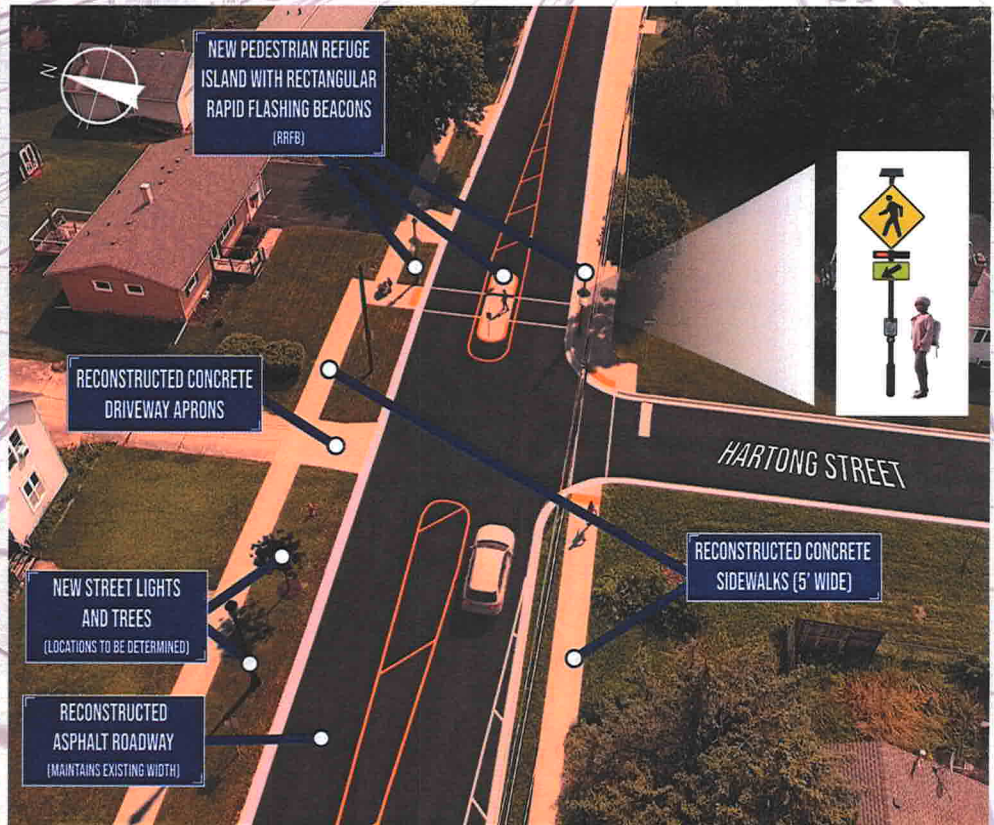 NEW PEDESTRIAN REFUGE
ISLAND WITH RECTANGULAR
RAPID FLASHING BEACONS
(RRFB)
N
RECONSTRUCTED CONCRETE
DRIVEWAY APRONS
HARTONG STREET
RECONSTRUCTED CONCRETE
SIDEWALKS (5' WIDE)
NEW STREET LIGHTS
AND TREES
(LOCATIONS TO BE DETERMINED)
RECONSTRUCTED
ASPHALT ROADWAY
(MAINTAINS EXISTING WIDTH)